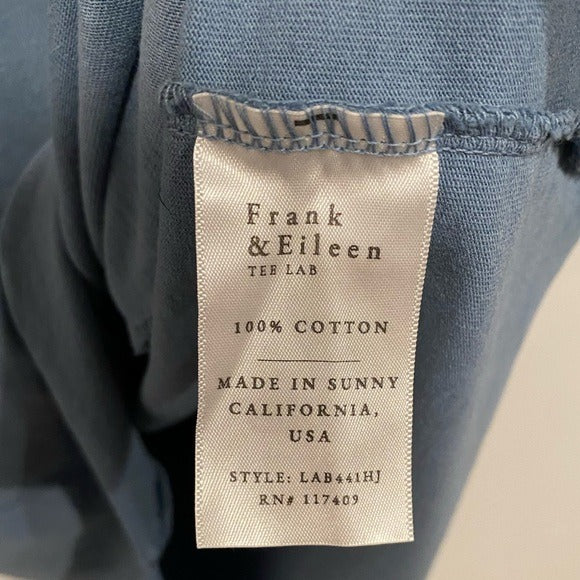 Frank
&Eileen
TEE LAB
100% COTTON
MADE IN SUNNY
CALIFORNIA,
USA
STYLE: LAB441HJ
RN# 117409